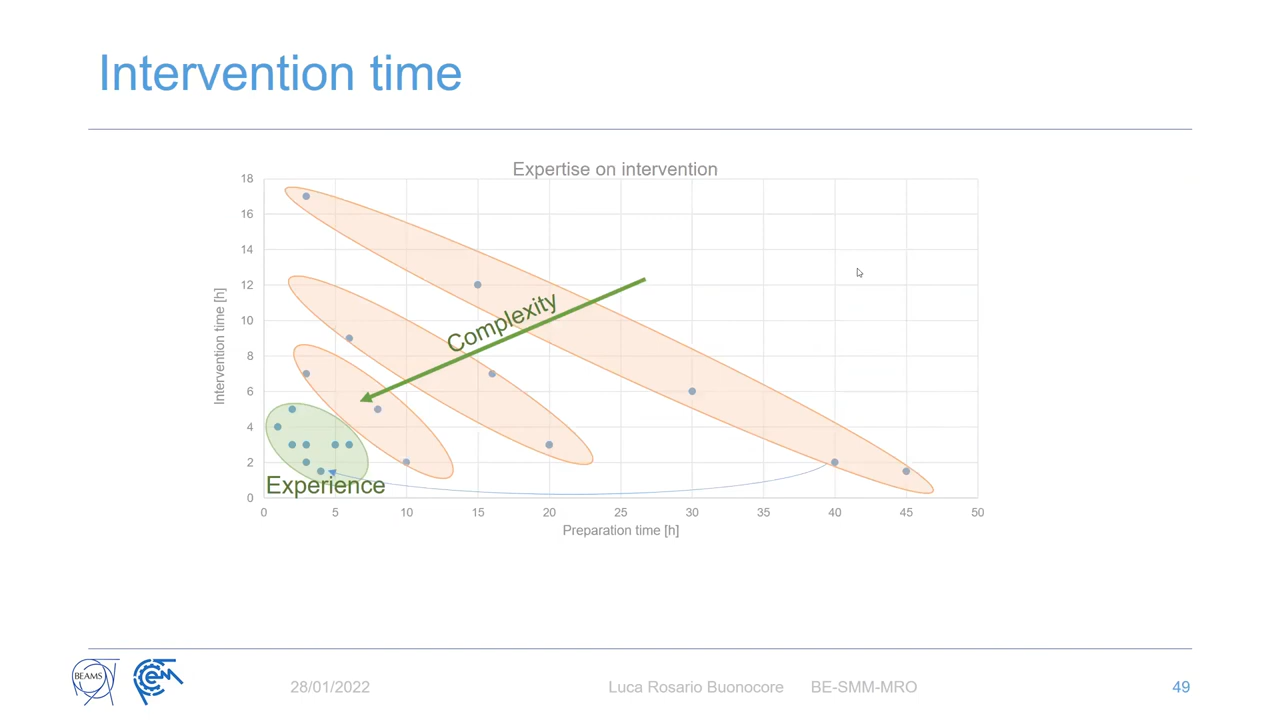 Intervention time
Expertise on intervention
18
16
14
12
10
8
6
4
2
0
Intervention time [h]
Complexity
Experience
0 5 10 15 20 25 30 35 40 45 50
Preparation time [h]
BEAMS
28/01/2022 Luca Rosario Buonocore BE-SMM-MRO 49